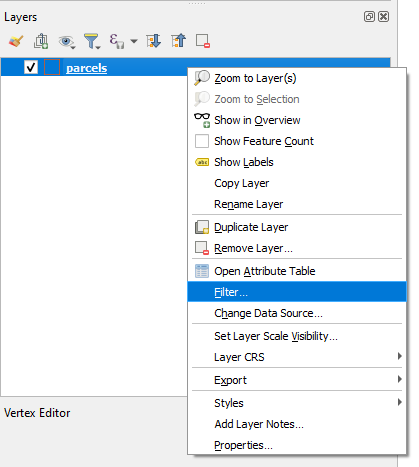 Layers
parcels
Zoom to Layer(s)
Zoom to Selection
Show in Overview
Show Feature Count
abc Show Labels
Copy Layer
Rename Layer
Duplicate Layer
Remove Layer...
Open Attribute Table
Filter...
Change Data Source...
Set Layer Scale Visibility...
Layer CRS
Export
Styles
Add Layer Notes...
Properties...
Vertex Editor